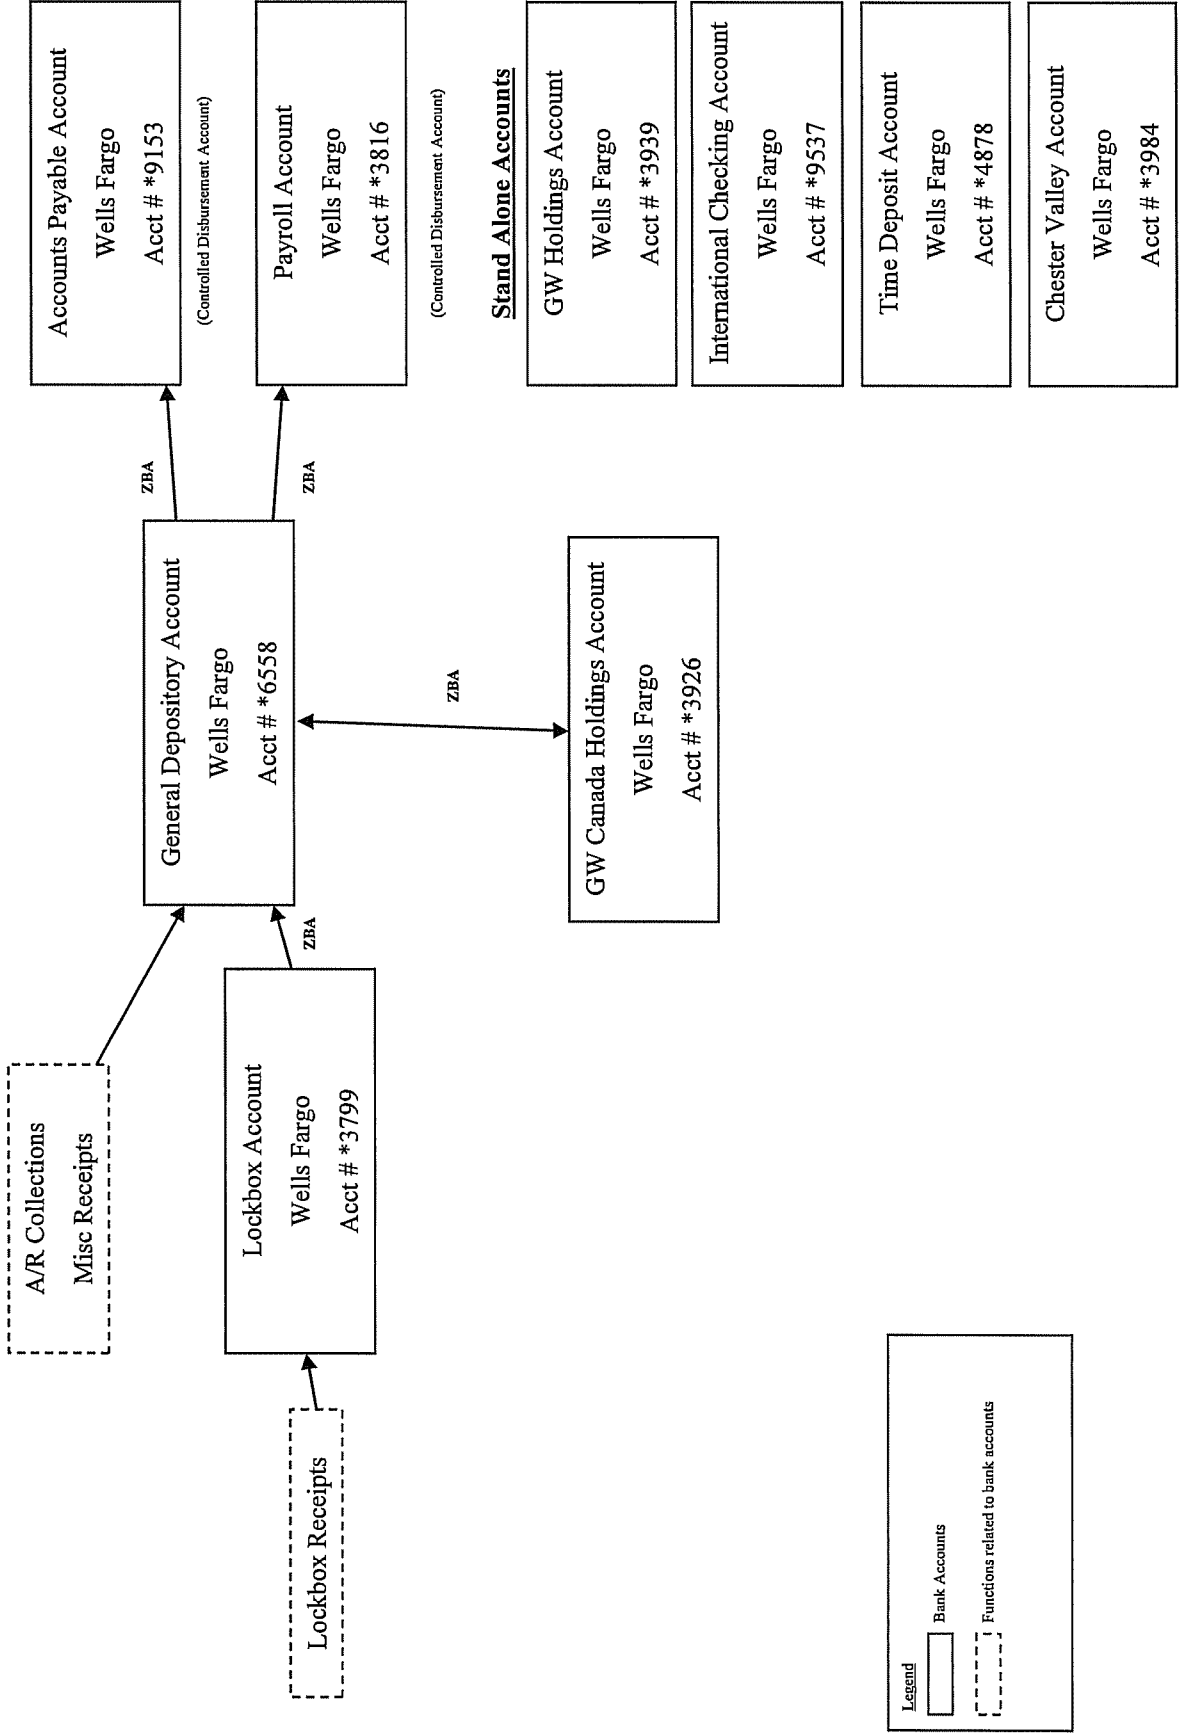 A/R Collections
Misc Receipts
Lockbox Receipts
Lockbox Account
Wells Fargo
Acct # *3799
ZBA
General Depository Account
Wells Fargo
Acct # *6558
ZBA
ZBA
ZBA
GW Canada Holdings Account
Wells Fargo
Acct # *3926
Accounts Payable Account
Wells Fargo
Acct # *9153
(Controlled Disbursement Account)
Payroll Account
Wells Fargo
Acct # *3816
(Controlled Disbursement Account)
Stand Alone Accounts
GW Holdings Account
Wells Fargo
Acct # *3939
International Checking Account
Wells Fargo
Acct # *9537
Time Deposit Account
Wells Fargo
Acct # *4878
Chester Valley Account
Wells Fargo
Acct # *3984
Legend
Bank Accounts
Functions related to bank accounts